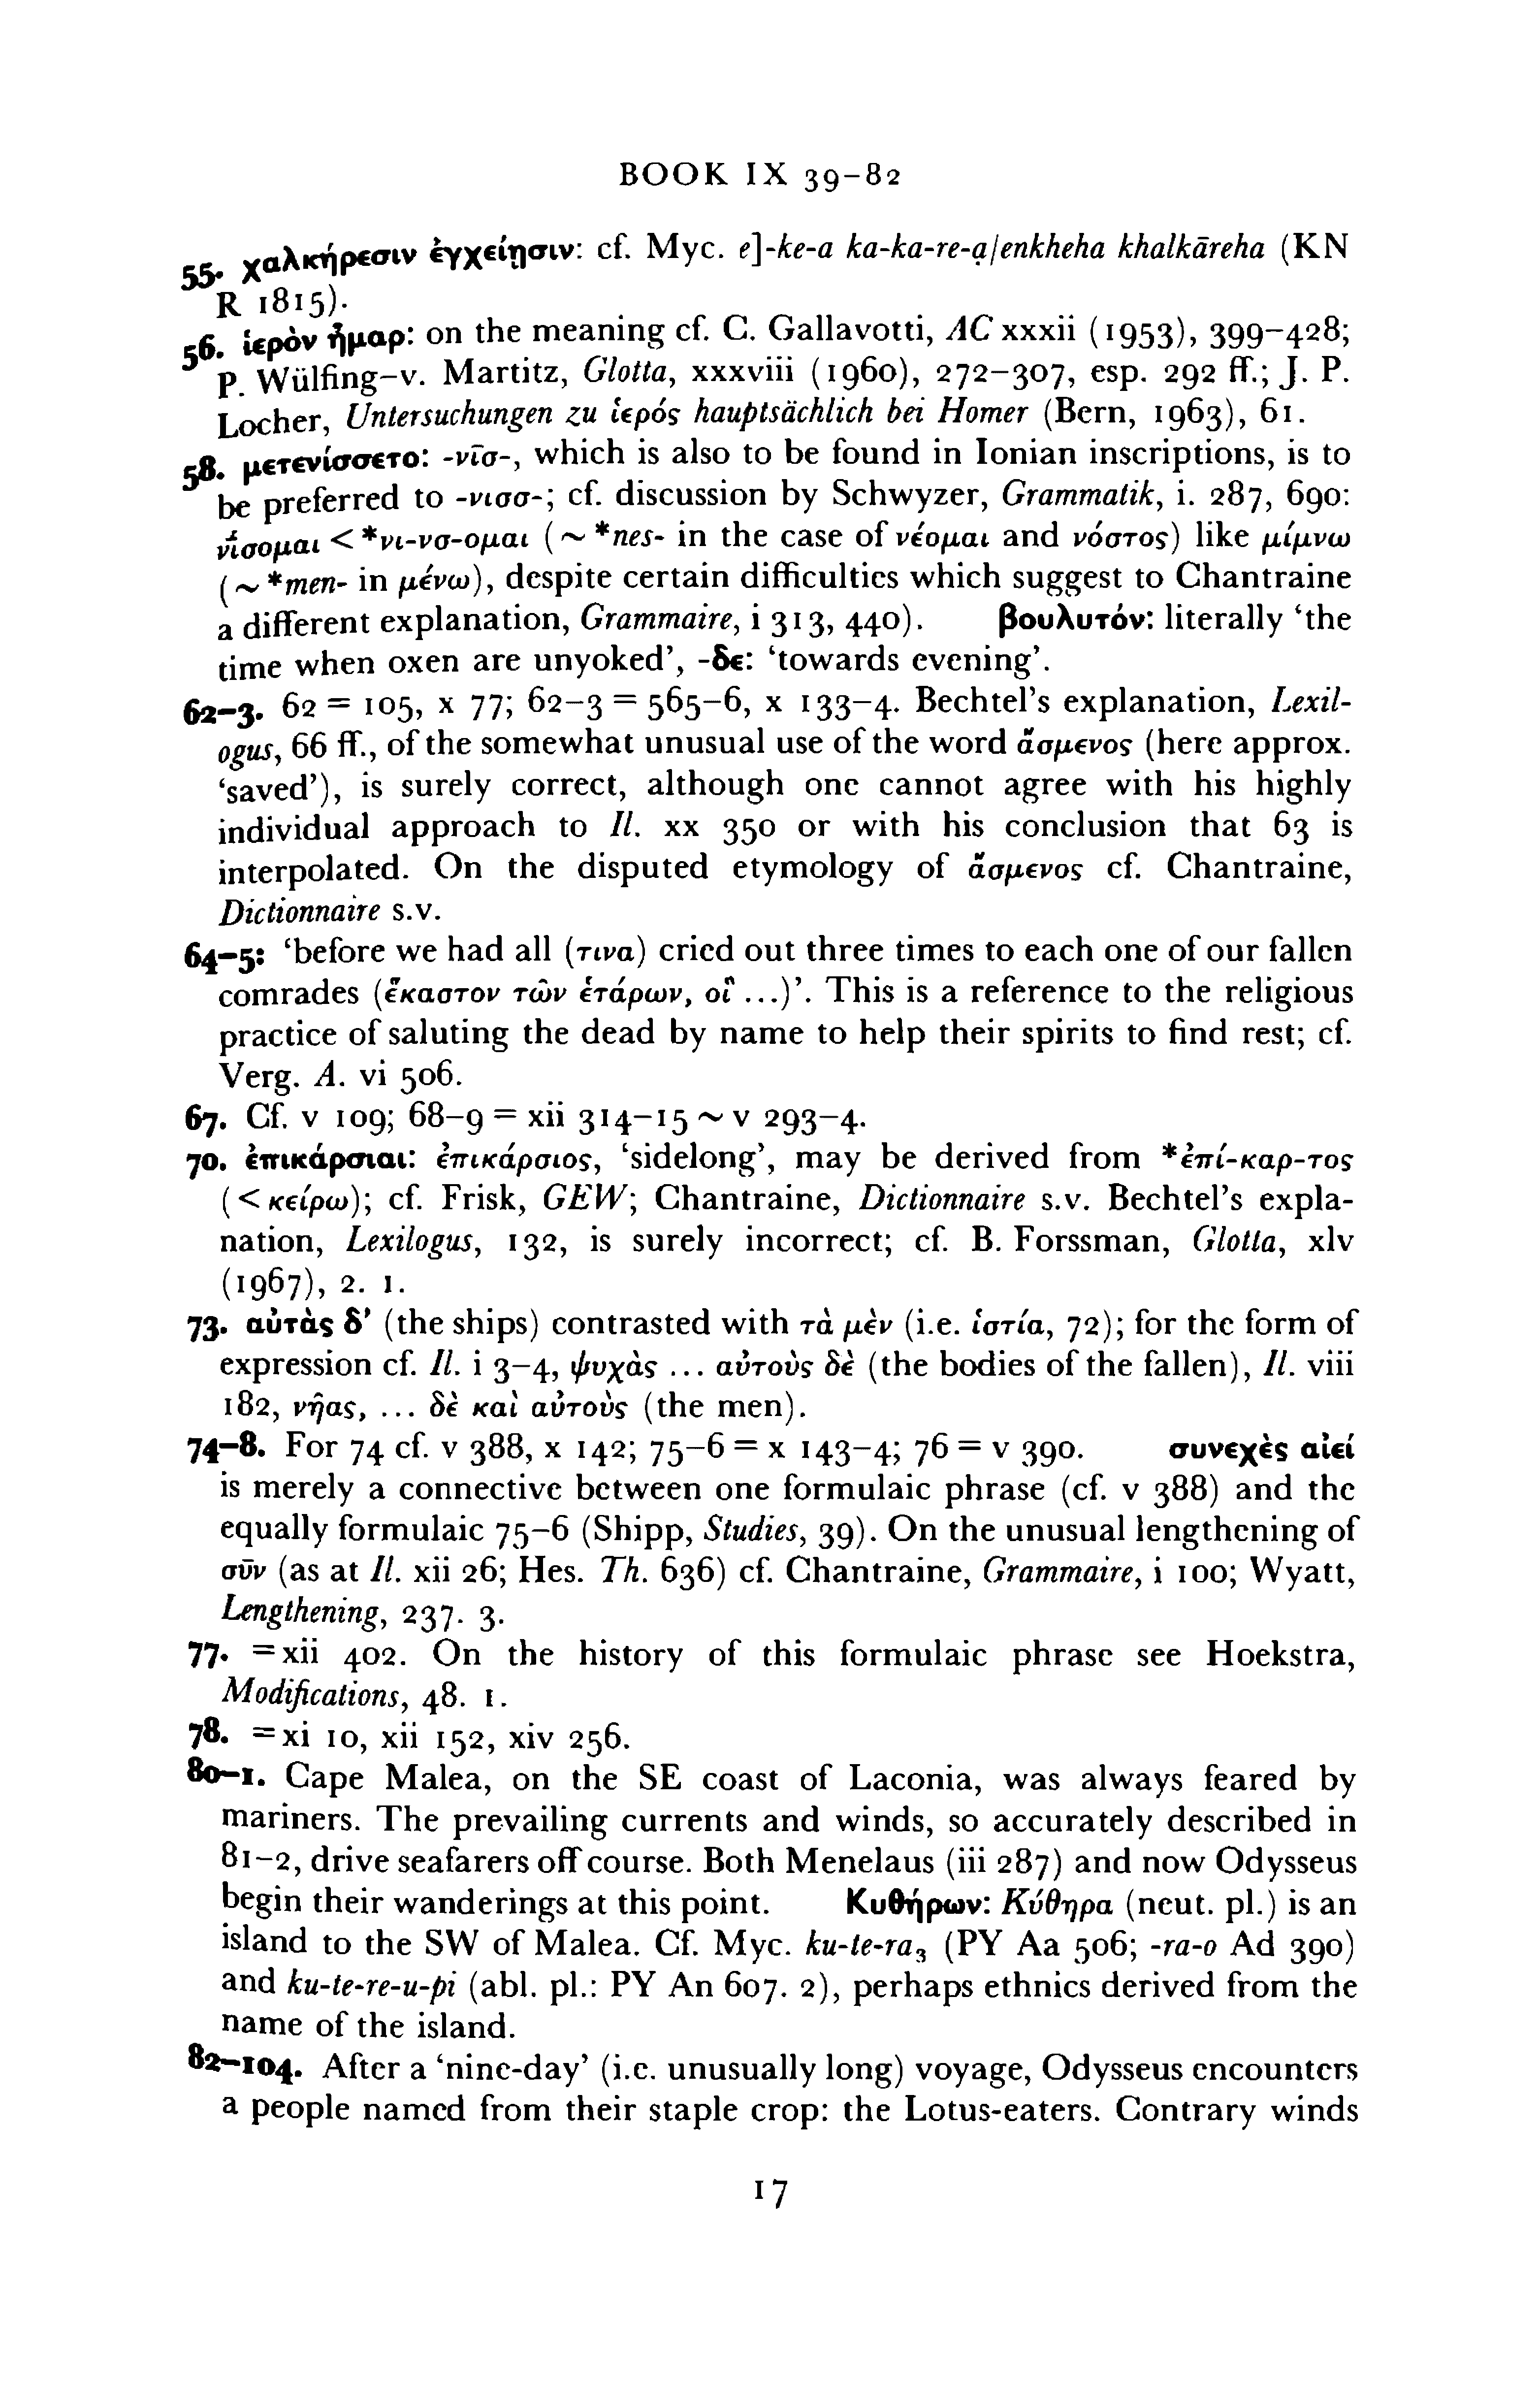 BOOK IX 39–82
55. χαλκήρεσιν ἐγχείῃσιν: cf. Myc. e]-ke-a ka-ka-re-ạ/enkheha khalkāreha (KN
R 1815).
56. ἱερὸν ἦμαρ: on the meaning cf. C. Gallavotti, AC xxxii (1953), 399–428;
P. Wülfing–v. Martitz, Glotta, xxxviii (1960), 272–307, esp. 292 ff.; J. P.
Locher, Untersuchungen zu ἱερός hauptsächlich bei Homer (Bern, 1963), 61.
58. μετενίσσετο: -νῑσ-, which is also to be found in Ionian inscriptions, is to
be preferred to -νισσ-; cf. discussion by Schwyzer, Grammatik, i. 287, 690:
νίσομαι < *νι-νσ-ομαι (~ *nes- in the case of νέομαι and νόστος) like μίμνω
(~ *men- in μένω), despite certain difficulties which suggest to Chantraine
a different explanation, Grammaire, i 313, 440). βουλυτόν: literally ‘the
time when oxen are unyoked’, -δε: ‘towards evening’.
62–3. 62 = 105, x 77; 62–3 = 565–6, x 133–4. Bechtel’s explanation, Lexil-
ogus, 66 ff., of the somewhat unusual use of the word ἄσμενος (here approx.
‘saved’), is surely correct, although one cannot agree with his highly
individual approach to Il. xx 350 or with his conclusion that 63 is
interpolated. On the disputed etymology of ἄσμενος cf. Chantraine,
Dictionnaire s.v.
64–5: ‘before we had all (τινα) cried out three times to each one of our fallen
comrades (ἕκαστον τῶν ἑτάρων, οἵ ...)’. This is a reference to the religious
practice of saluting the dead by name to help their spirits to find rest; cf.
Verg. A. vi 506.
67. Cf. v 109; 68–9 = xii 314–15 ~ v 293–4.
70. ἐπικάρσιαι: ἐπικάρσιος, ‘sidelong’, may be derived from *ἐπί-καρ-τος
(< κείρω); cf. Frisk, GEW; Chantraine, Dictionnaire s.v. Bechtel’s expla-
nation, Lexilogus, 132, is surely incorrect; cf. B. Forssman, Glotta, xlv
(1967), 2. 1.
73. αὐτὰς δ’ (the ships) contrasted with τὰ μὲν (i.e. ἱστία, 72); for the form of
expression cf. Il. i 3–4, ψυχὰς ... αὐτοὺς δὲ (the bodies of the fallen), Il. viii
182, νῆας, ... δὲ καὶ αὐτοὺς (the men).
74–8. For 74 cf. v 388, x 142; 75–6 = x 143–4; 76 = v 390. συνεχὲς αἰεί
is merely a connective between one formulaic phrase (cf. v 388) and the
equally formulaic 75–6 (Shipp, Studies, 39). On the unusual lengthening of
σῡν (as at Il. xii 26; Hes. Th. 636) cf. Chantraine, Grammaire, i 100; Wyatt,
Lengthening, 237. 3.
77. = xii 402. On the history of this formulaic phrase see Hoekstra,
Modifications, 48. 1.
78. = xi 10, xii 152, xiv 256.
80–1. Cape Malea, on the SE coast of Laconia, was always feared by
mariners. The prevailing currents and winds, so accurately described in
81–2, drive seafarers off course. Both Menelaus (iii 287) and now Odysseus
begin their wanderings at this point. Κυθήρων: Κύθηρα (neut. pl.) is an
island to the SW of Malea. Cf. Myc. ku-te-ra₃ (PY Aa 506; -ra-o Ad 390)
and ku-te-re-u-pi (abl. pl.: PY An 607. 2), perhaps ethnics derived from the
name of the island.
82–104. After a ‘nine-day’ (i.e. unusually long) voyage, Odysseus encounters
a people named from their staple crop: the Lotus-eaters. Contrary winds
17